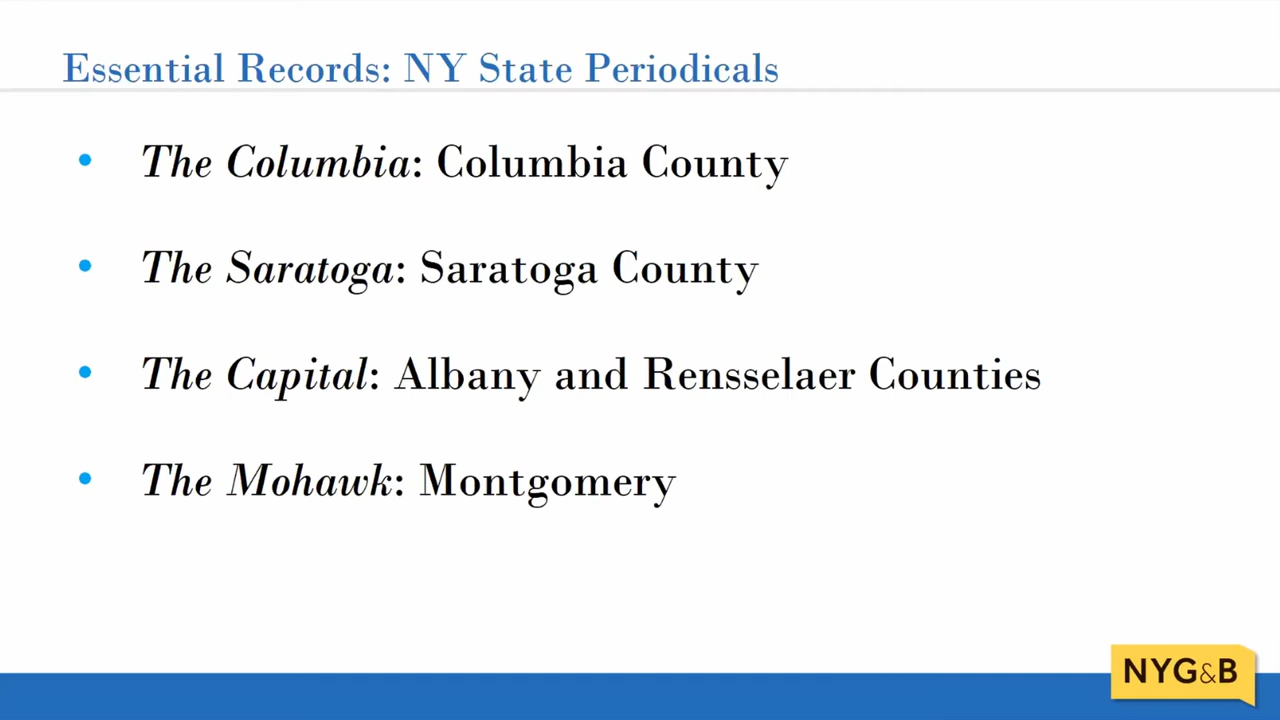 Essential Records: NY State Periodicals
• The Columbia: Columbia County
• The Saratoga: Saratoga County
• The Capital: Albany and Rensselaer Counties
• The Mohawk: Montgomery
NYG&B